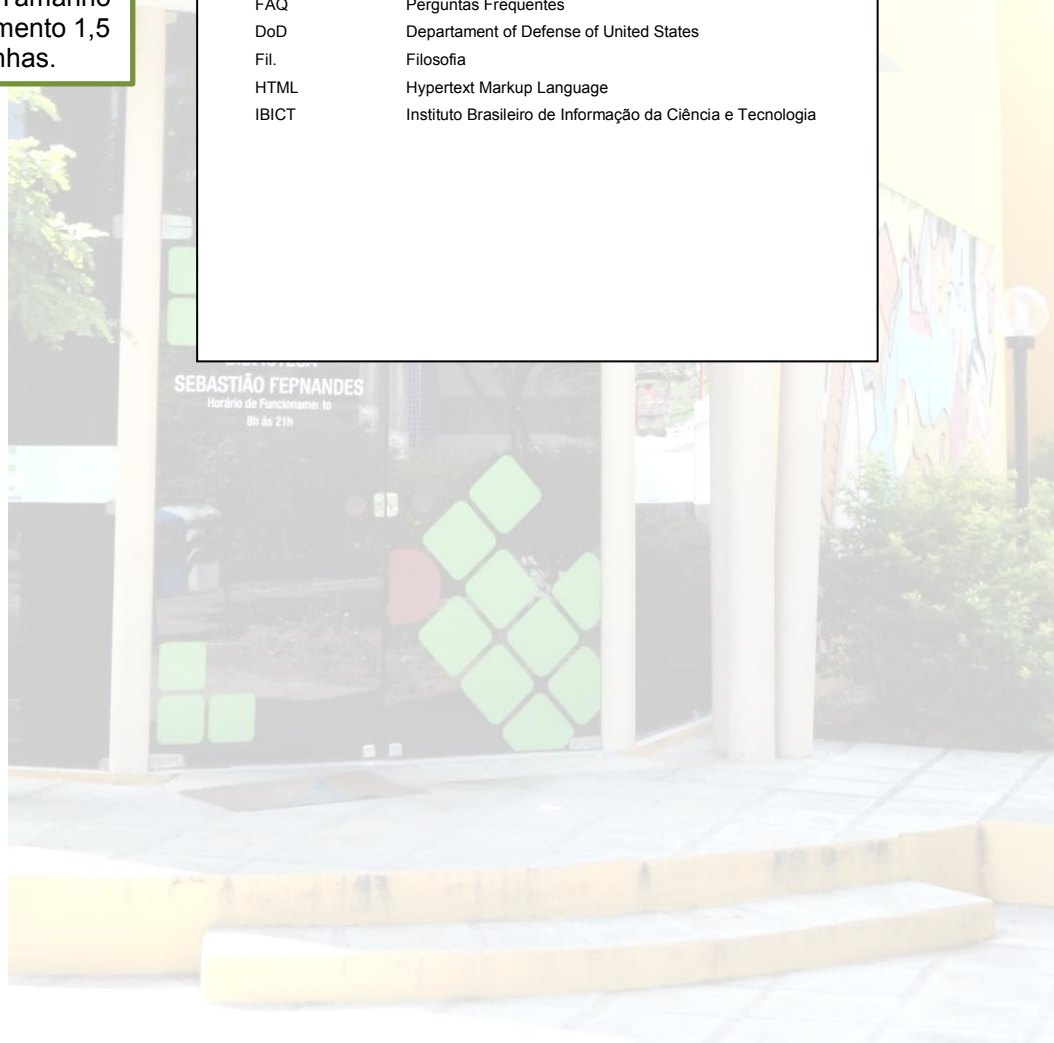 Tamanho
mento 1,5
nhas.
FAQ Perguntas Frequentes
DoD Departament of Defense of United States
Fil. Filosofia
HTML Hypertext Markup Language
IBICT Instituto Brasileiro de Informação da Ciência e Tecnologia
BIBLIOTECA
SEBASTIÃO FEPNANDES
Horário de Funcionamento
8h às 21h